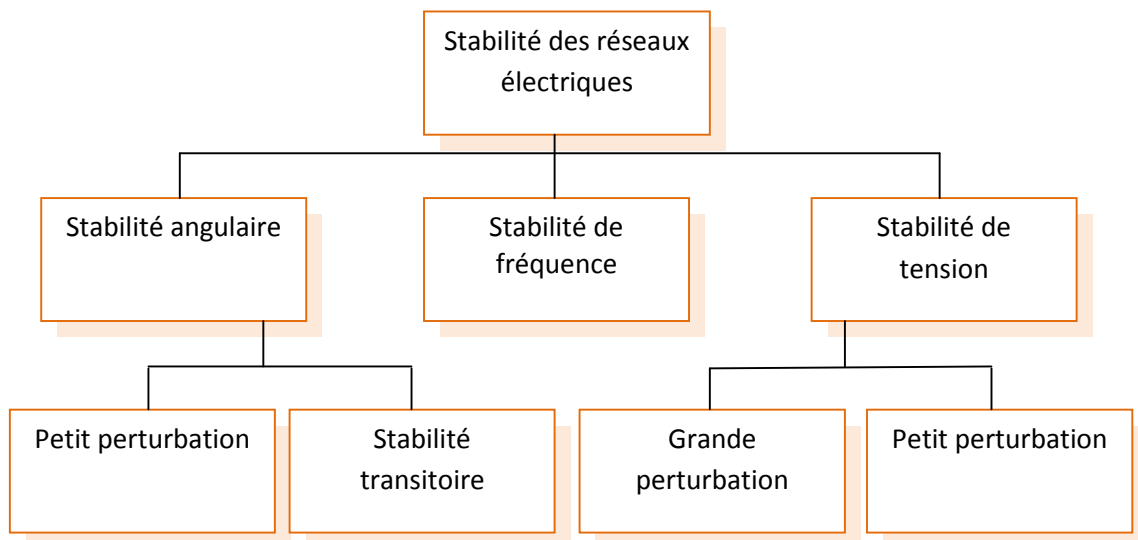 Stabilité des réseaux
électriques
Stabilité angulaire
Stabilité de
fréquence
Stabilité de
tension
Petit perturbation
Stabilité
transitoire
Grande
perturbation
Petit perturbation